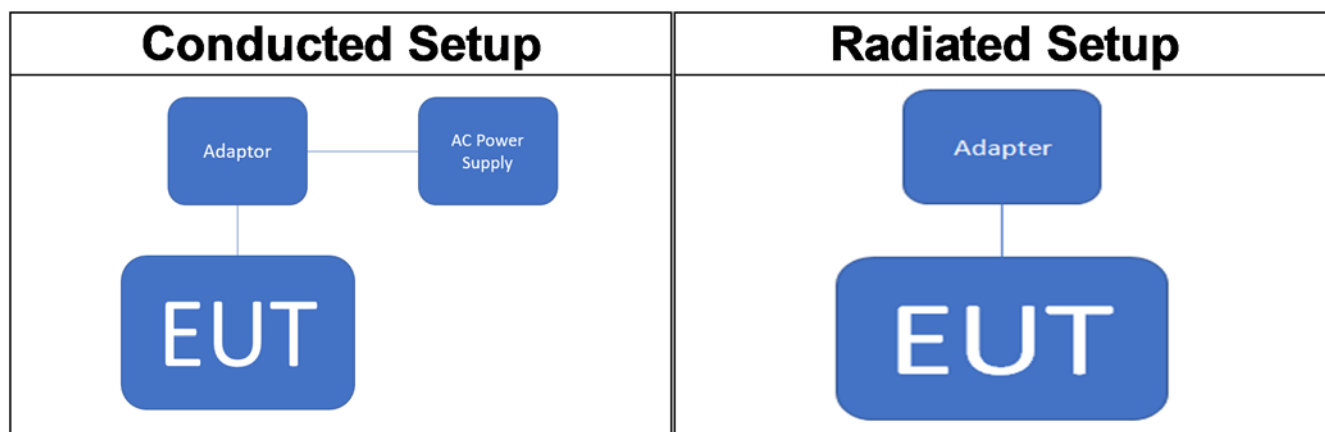 Conducted Setup
Radiated Setup
Adaptor
AC Power
Supply
EUT
Adapter
EUT